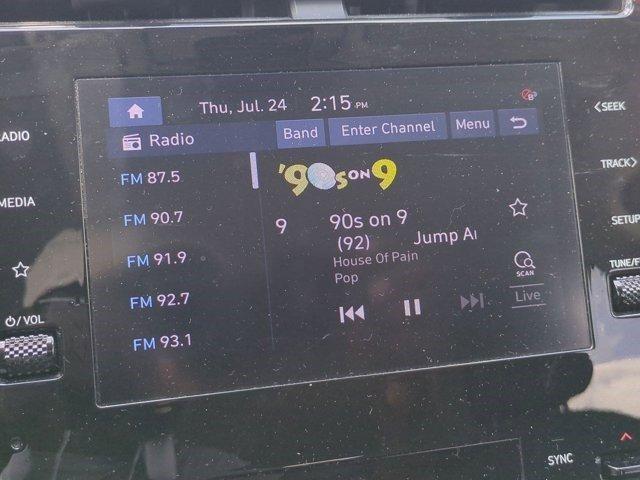 Thu, Jul. 24 2:15 PM
<SEEK
RADIO
Radio
Band
Enter Channel
Menu
TRACK>
FM 87.5
'90s ON 9
MEDIA
FM 90.7
9
90s on 9
(92) Jump Ar
House Of Pain
Pop
SETUP
FM 91.9
SCAN
TUNE/F
Live
FM 92.7
⏻/VOL
FM 93.1
SYNC